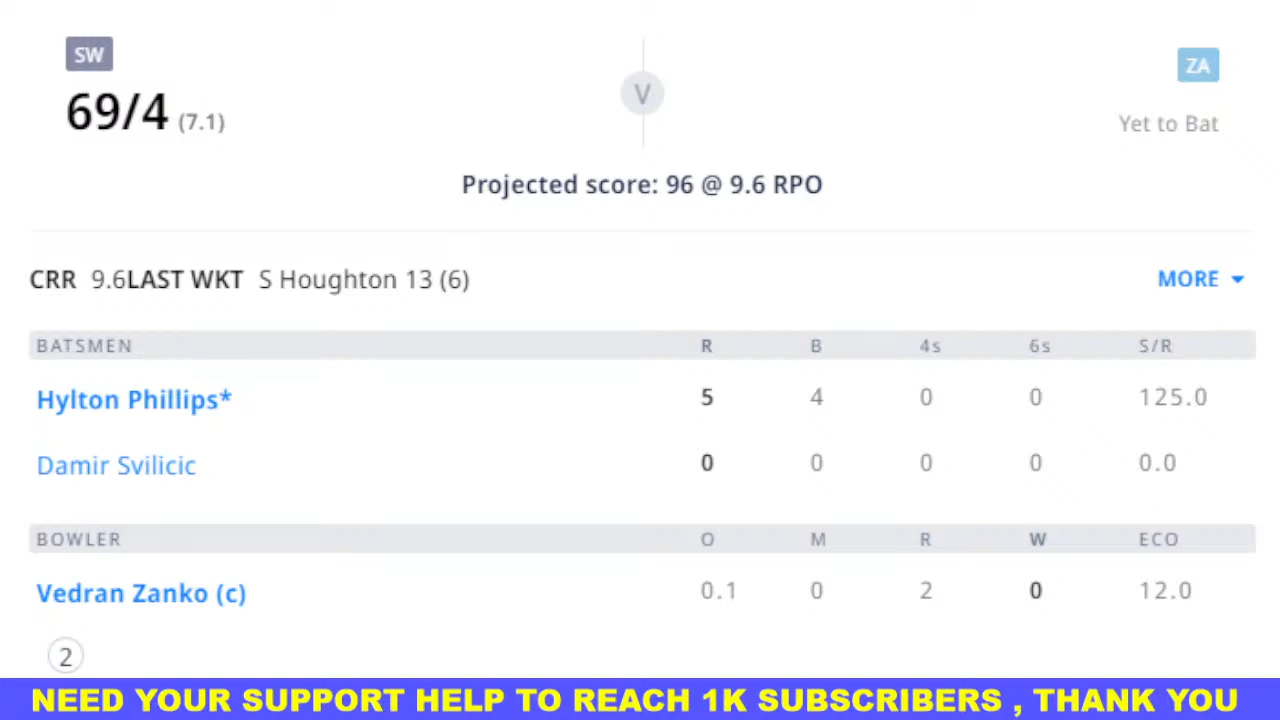 SW
69/4 (7.1)
V
ZA
Yet to Bat
Projected score: 96 @ 9.6 RPO
CRR 9.6LAST WKT S Houghton 13 (6)
MORE
BATSMEN R B 4s 6s S/R
Hylton Phillips* 5 4 0 0 125.0
Damir Svilicic 0 0 0 0 0.0
BOWLER O M R W ECO
Vedran Zanko (c) 0.1 0 2 0 12.0
2
NEED YOUR SUPPORT HELP TO REACH 1K SUBSCRIBERS , THANK YOU